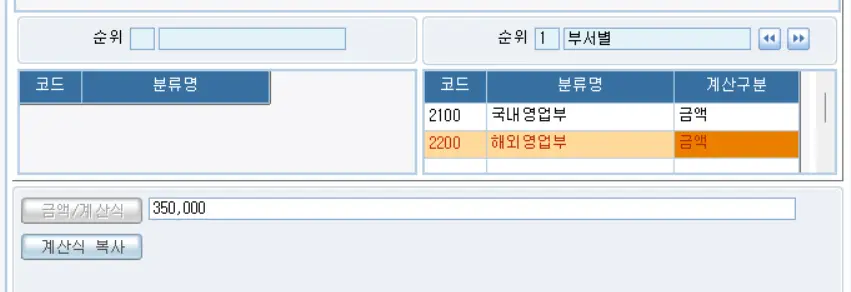 순위
순위 1 부서별
코드 분류명
코드 분류명 계산구분
2100 국내영업부 금액
2200 해외영업부 금액
금액/계산식 350,000
계산식 복사